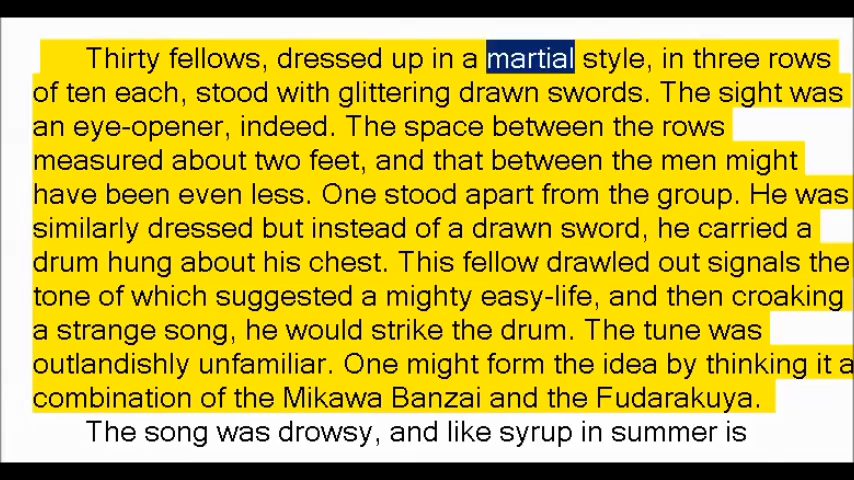 Thirty fellows, dressed up in a martial style, in three rows
of ten each, stood with glittering drawn swords. The sight was
an eye-opener, indeed. The space between the rows
measured about two feet, and that between the men might
have been even less. One stood apart from the group. He was
similarly dressed but instead of a drawn sword, he carried a
drum hung about his chest. This fellow drawled out signals the
tone of which suggested a mighty easy-life, and then croaking
a strange song, he would strike the drum. The tune was
outlandishly unfamiliar. One might form the idea by thinking it a
combination of the Mikawa Banzai and the Fudarakuya.
The song was drowsy, and like syrup in summer is